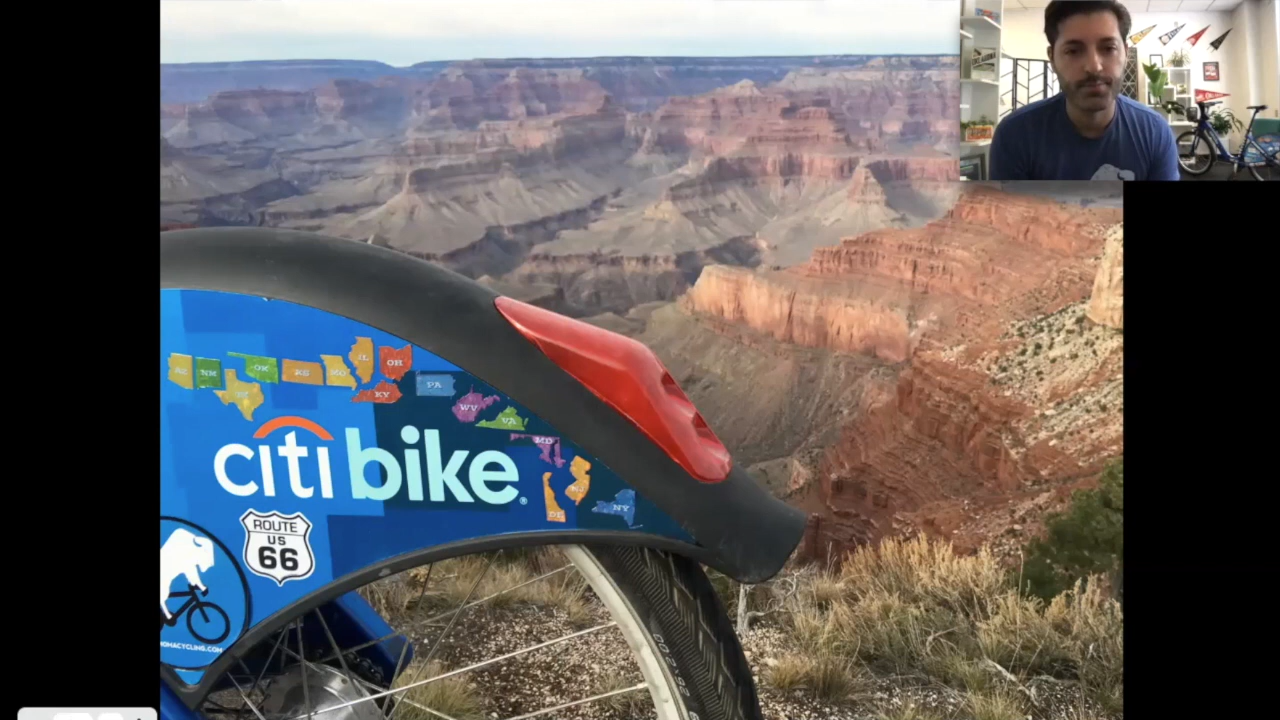 AZ NM OK KS MO IL OH
KY
PA
WV
VA
MD
NJ
DE
NY
citi bike®
ROUTE
US
66